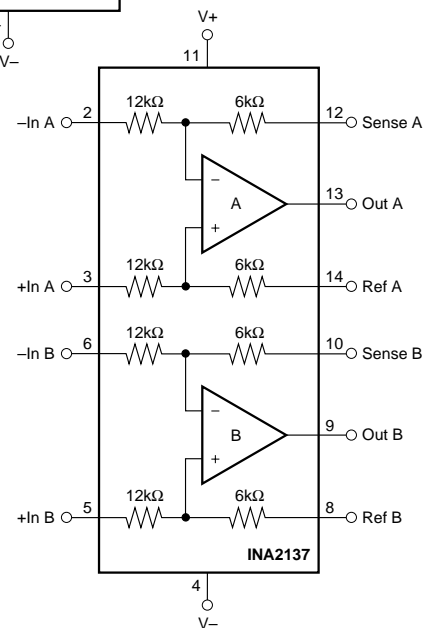 V–
V+
11
12kΩ
6kΩ
–In A
2
12
Sense A
–
A
13
Out A
+
12kΩ
6kΩ
+In A
3
14
Ref A
12kΩ
6kΩ
–In B
6
10
Sense B
–
B
9
Out B
+
12kΩ
6kΩ
+In B
5
8
Ref B
INA2137
4
V–